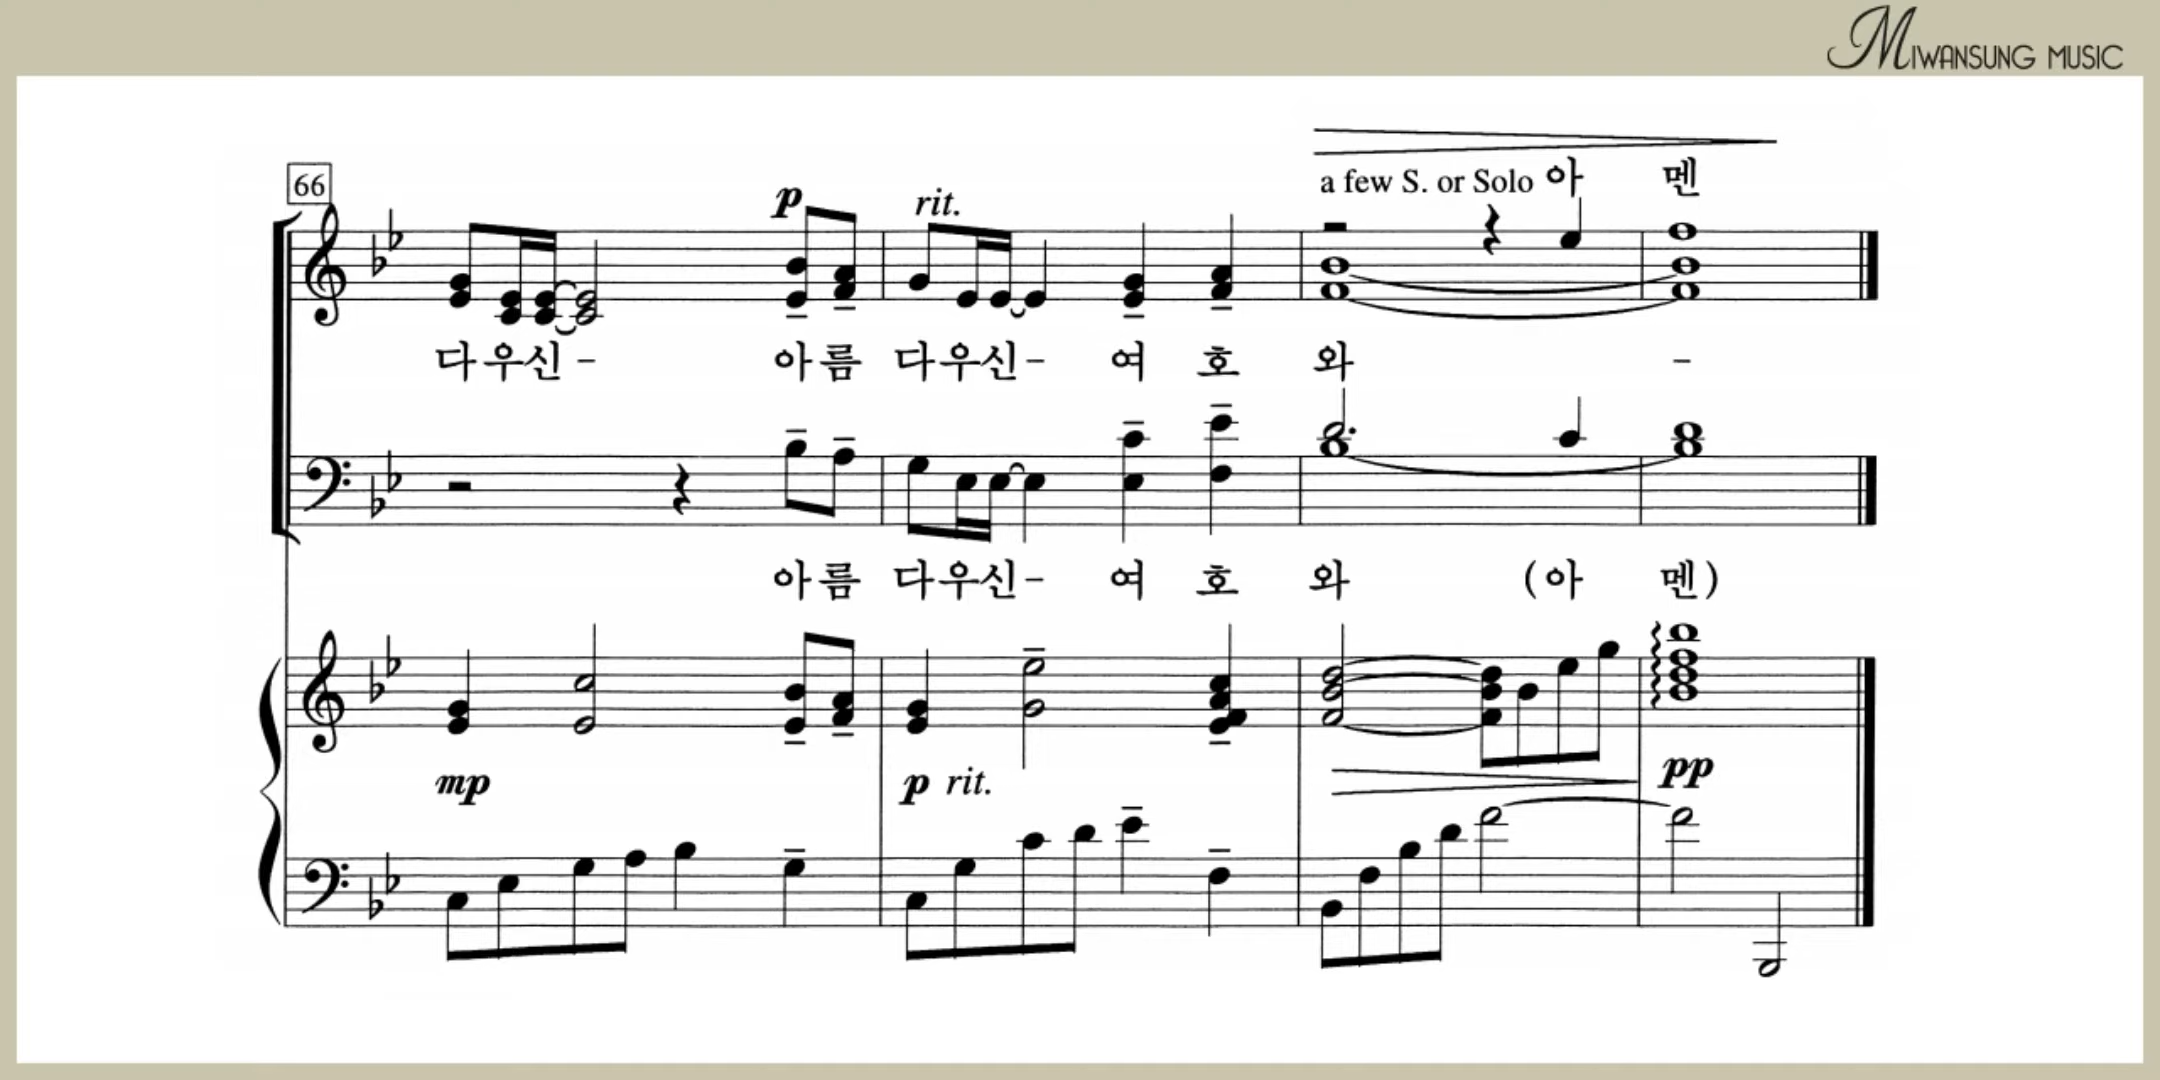 MIWANSUNG MUSIC
a few S. or Solo 아 멘
66
p rit.
다우신- 아름 다우신- 여 호 와 -
아름 다우신- 여 호 와 (아 멘)
mp p rit. pp